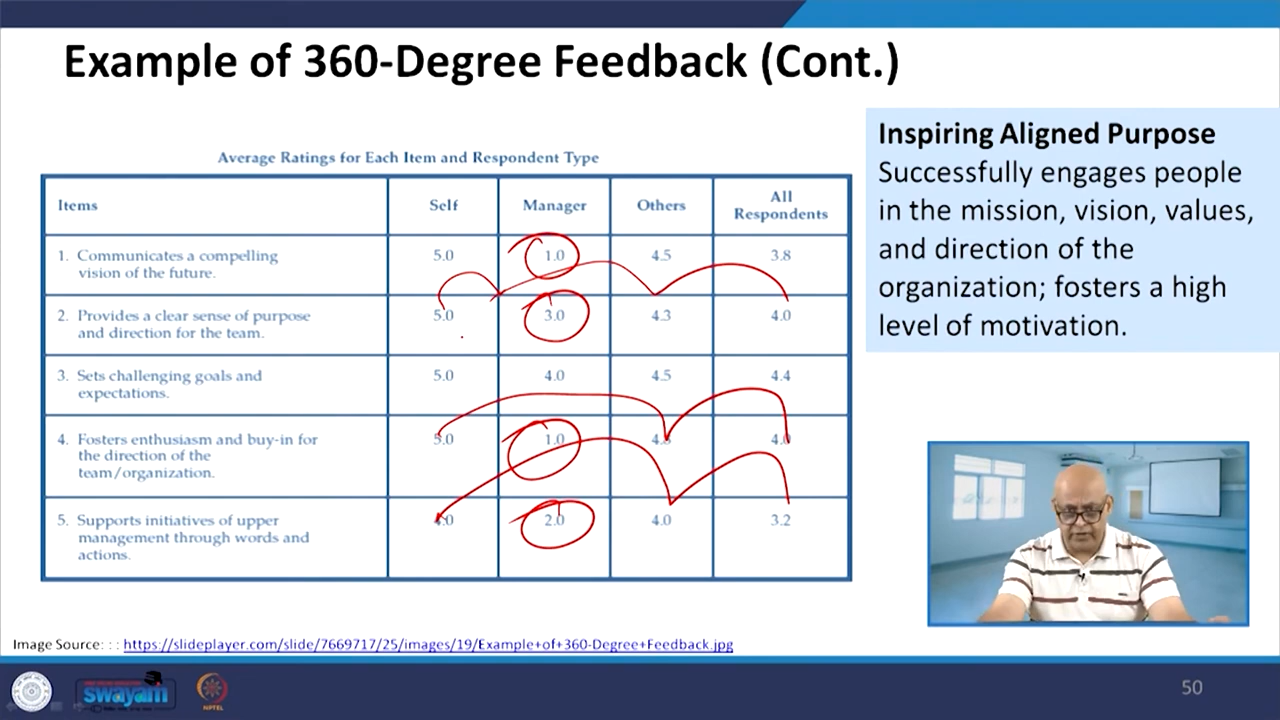 Example of 360-Degree Feedback (Cont.)
Average Ratings for Each Item and Respondent Type
Items Self Manager Others All Respondents
1. Communicates a compelling vision of the future. 5.0 1.0 4.5 3.8
2. Provides a clear sense of purpose and direction for the team. 5.0 3.0 4.3 4.0
3. Sets challenging goals and expectations. 5.0 4.0 4.5 4.4
4. Fosters enthusiasm and buy-in for the direction of the team/organization. 5.0 1.0 4.0
5. Supports initiatives of upper management through words and actions. 4.0 2.0 4.0 3.2
Inspiring Aligned Purpose
Successfully engages people
in the mission, vision, values,
and direction of the
organization; fosters a high
level of motivation.
Image Source: : : https://slideplayer.com/slide/7669717/25/images/19/Example+of+360-Degree+Feedback.jpg
swayam
NPTEL
50